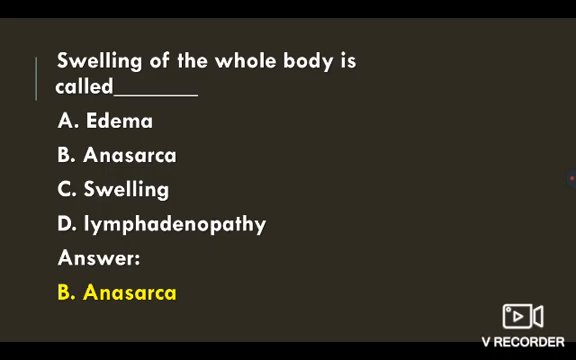 Swelling of the whole body is
called________
A. Edema
B. Anasarca
C. Swelling
D. lymphadenopathy
Answer:
B. Anasarca
V RECORDER